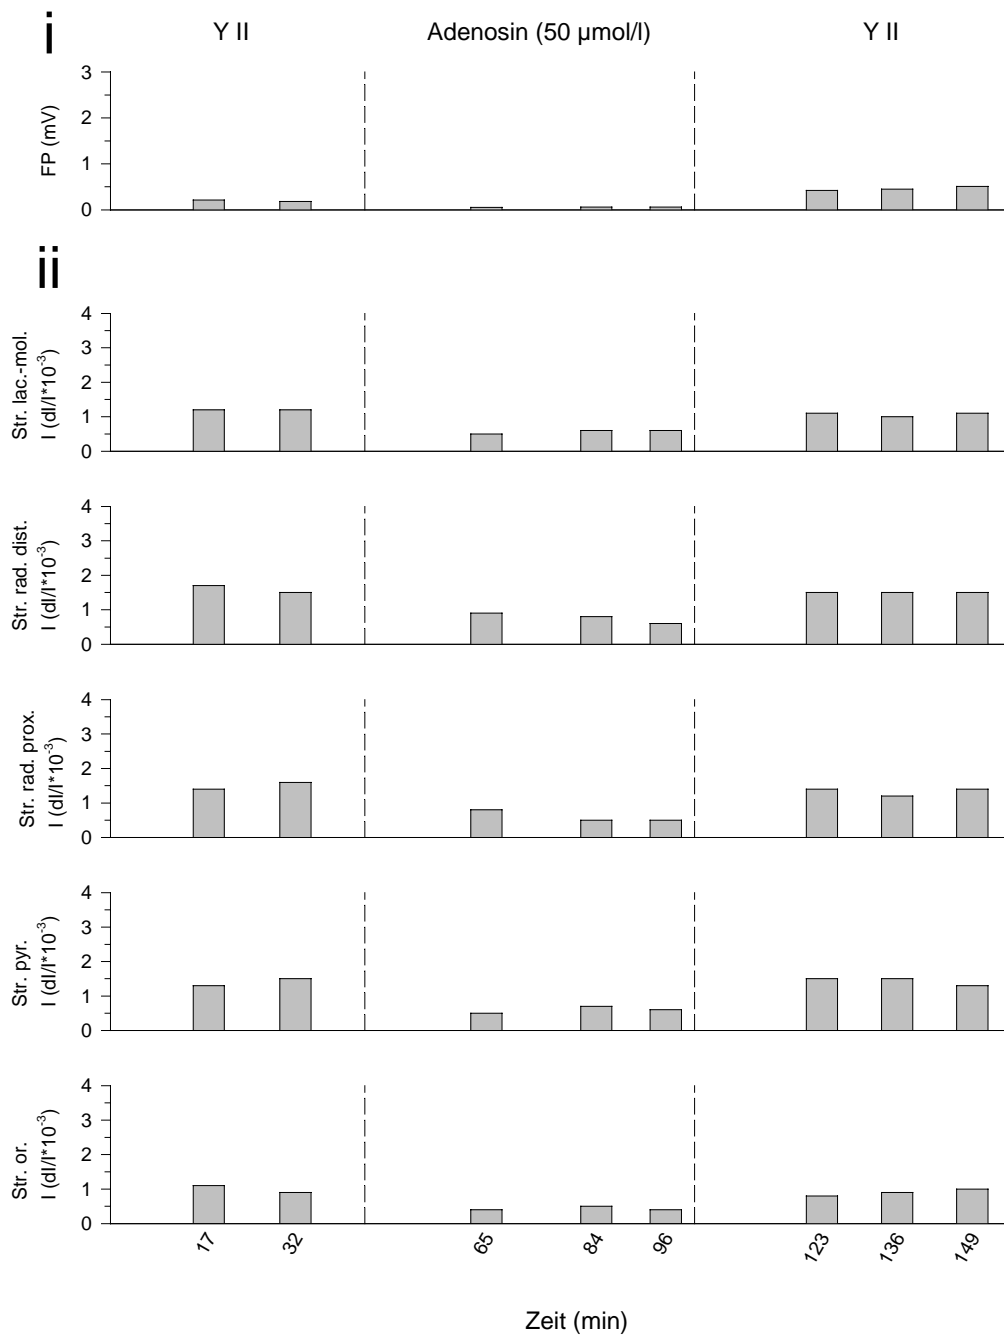 i
Y II
Adenosin (50 µmol/l)
Y II
FP (mV)
3
2
1
0
ii
Str. lac.-mol.
I (dI/I*10⁻³)
4
3
2
1
0
Str. rad. dist.
I (dI/I*10⁻³)
4
3
2
1
0
Str. rad. prox.
I (dI/I*10⁻³)
4
3
2
1
0
Str. pyr.
I (dI/I*10⁻³)
4
3
2
1
0
Str. or.
I (dI/I*10⁻³)
4
3
2
1
0
17 32 65 84 96 123 136 149
Zeit (min)